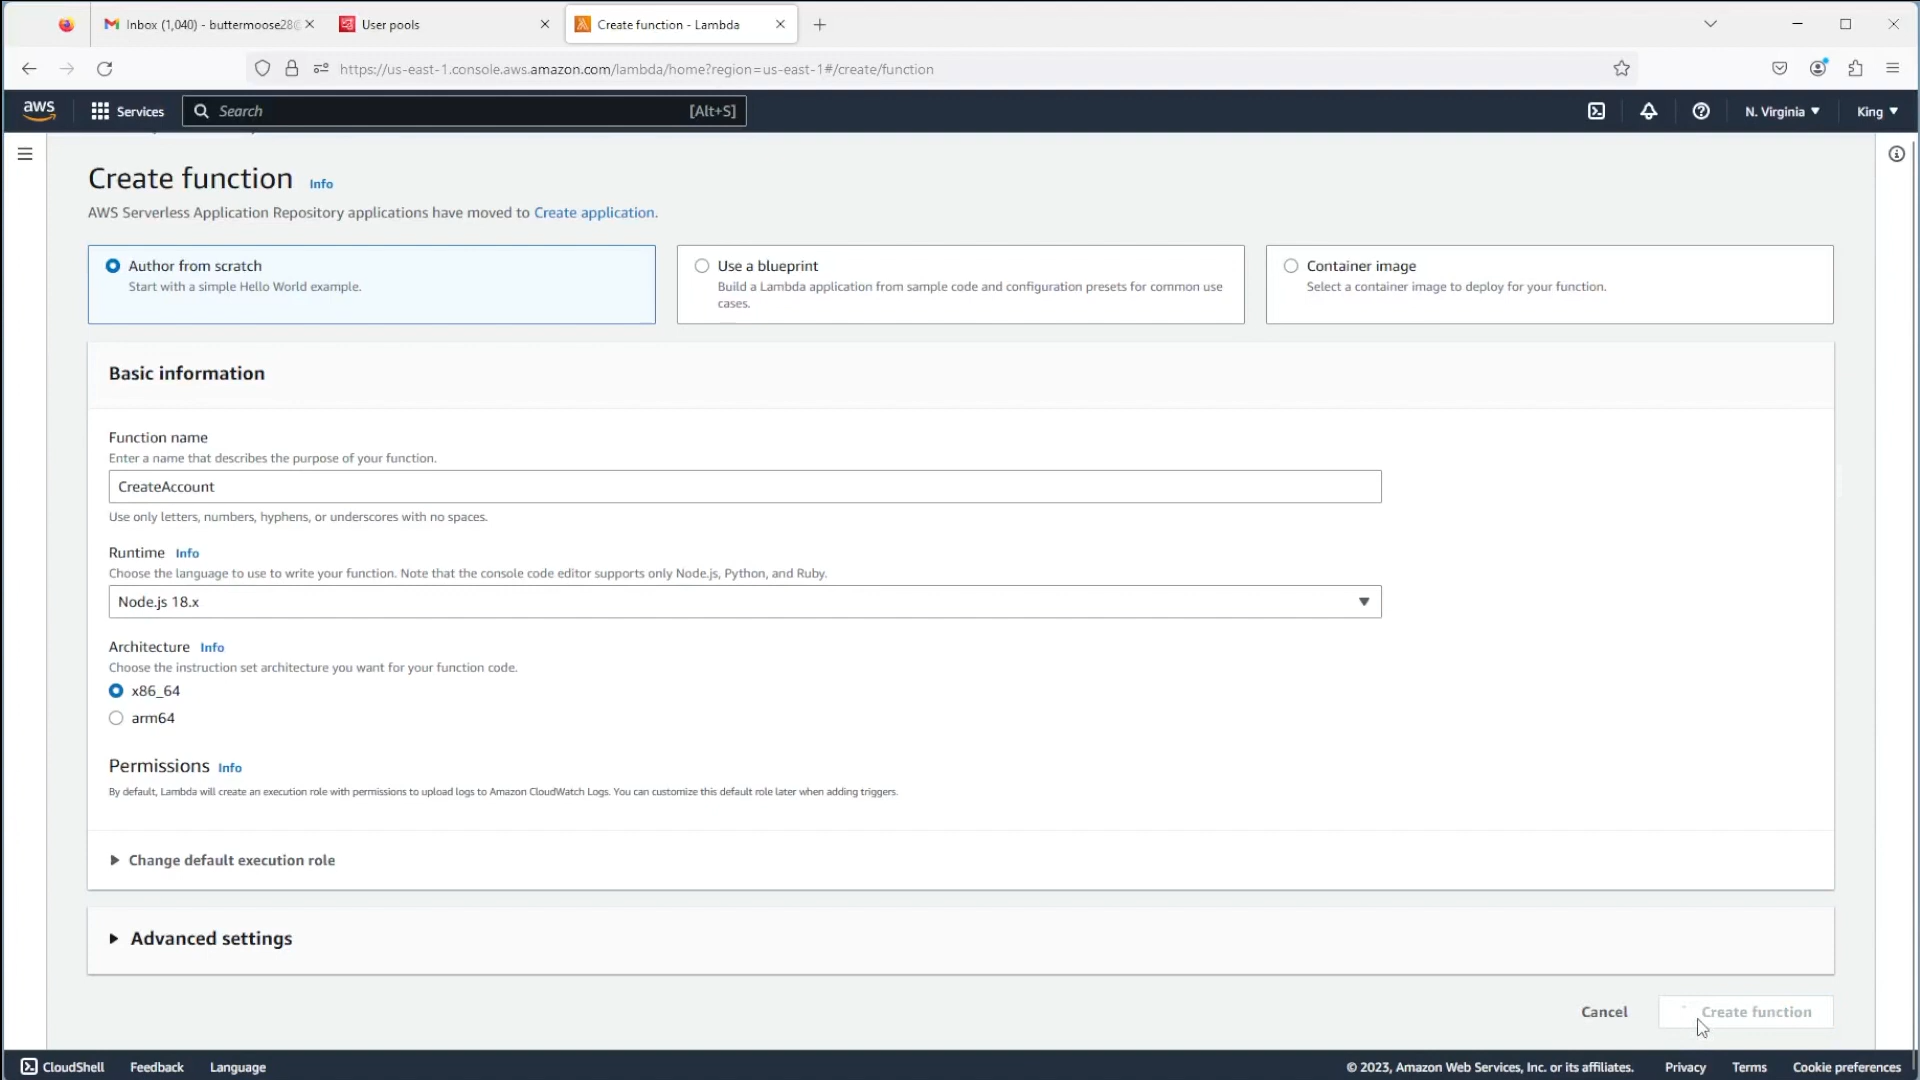 Inbox (1,040) - buttermoose28@
User pools
Create function - Lambda
https://us-east-1.console.aws.amazon.com/lambda/home?region=us-east-1#/create/function
aws
Services
Search
[Alt+S]
N. Virginia
King
Create function Info
AWS Serverless Application Repository applications have moved to Create application.
Author from scratch
Start with a simple Hello World example.
Use a blueprint
Build a Lambda application from sample code and configuration presets for common use
cases.
Container image
Select a container image to deploy for your function.
Basic information
Function name
Enter a name that describes the purpose of your function.
CreateAccount
Use only letters, numbers, hyphens, or underscores with no spaces.
Runtime Info
Choose the language to use to write your function. Note that the console code editor supports only Node.js, Python, and Ruby.
Node.js 18.x
Architecture Info
Choose the instruction set architecture you want for your function code.
x86_64
arm64
Permissions Info
By default, Lambda will create an execution role with permissions to upload logs to Amazon CloudWatch Logs. You can customize this default role later when adding triggers.
Change default execution role
Advanced settings
Cancel
Create function
CloudShell
Feedback
Language
© 2023, Amazon Web Services, Inc. or its affiliates.
Privacy
Terms
Cookie preferences